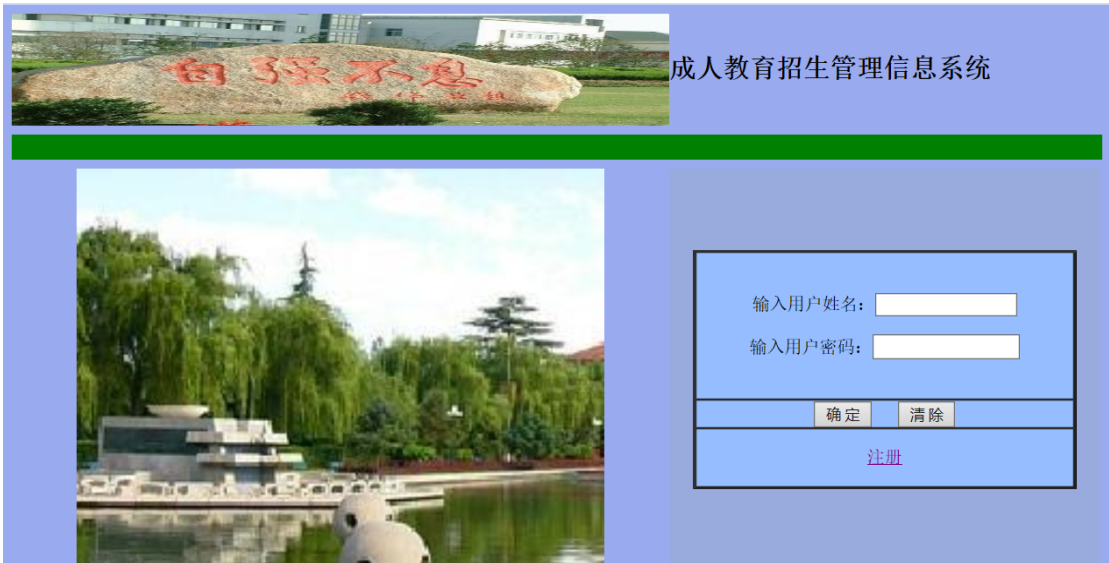 自强不息
成人教育招生管理信息系统
输入用户姓名：
输入用户密码：
确定 清除
注册